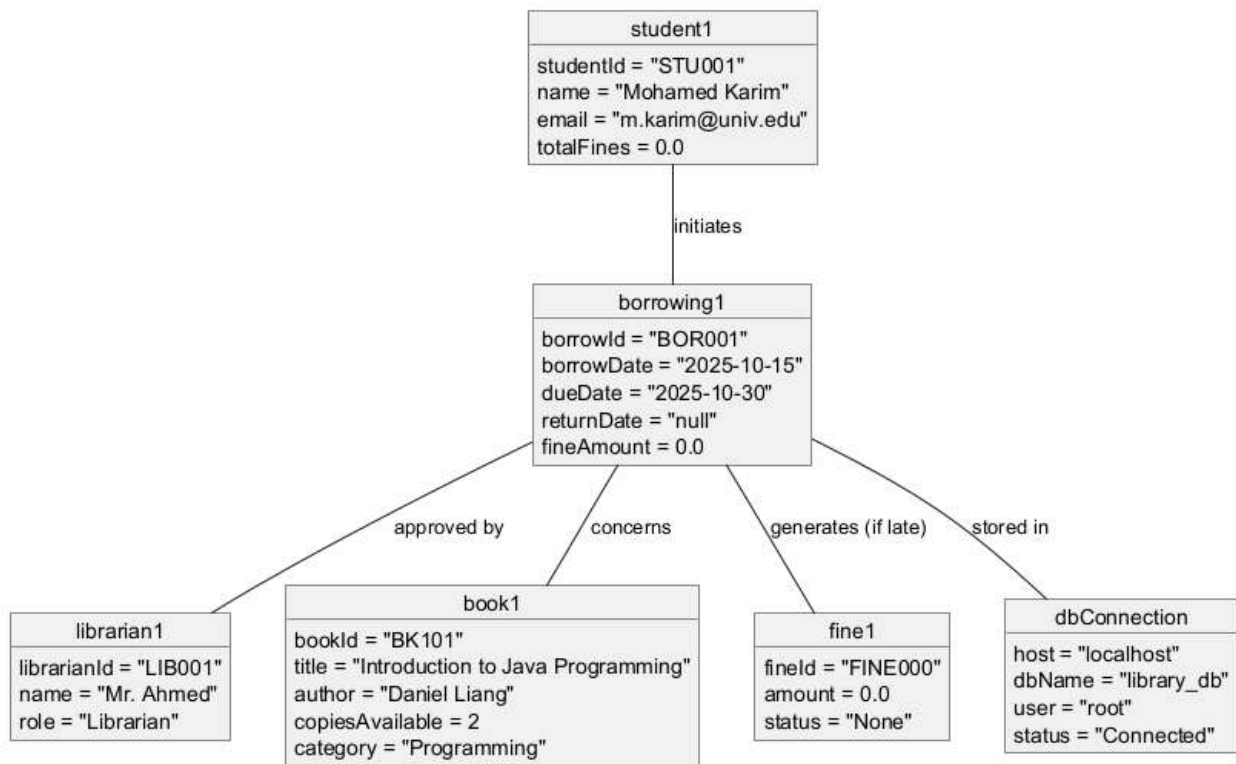 student1
studentId = "STU001"
name = "Mohamed Karim"
email = "m.karim@univ.edu"
totalFines = 0.0
initiates
borrowing1
borrowId = "BOR001"
borrowDate = "2025-10-15"
dueDate = "2025-10-30"
returnDate = "null"
fineAmount = 0.0
approved by
concerns
generates (if late)
stored in
librarian1
librarianId = "LIB001"
name = "Mr. Ahmed"
role = "Librarian"
book1
bookId = "BK101"
title = "Introduction to Java Programming"
author = "Daniel Liang"
copiesAvailable = 2
category = "Programming"
fine1
fineId = "FINE000"
amount = 0.0
status = "None"
dbConnection
host = "localhost"
dbName = "library_db"
user = "root"
status = "Connected"